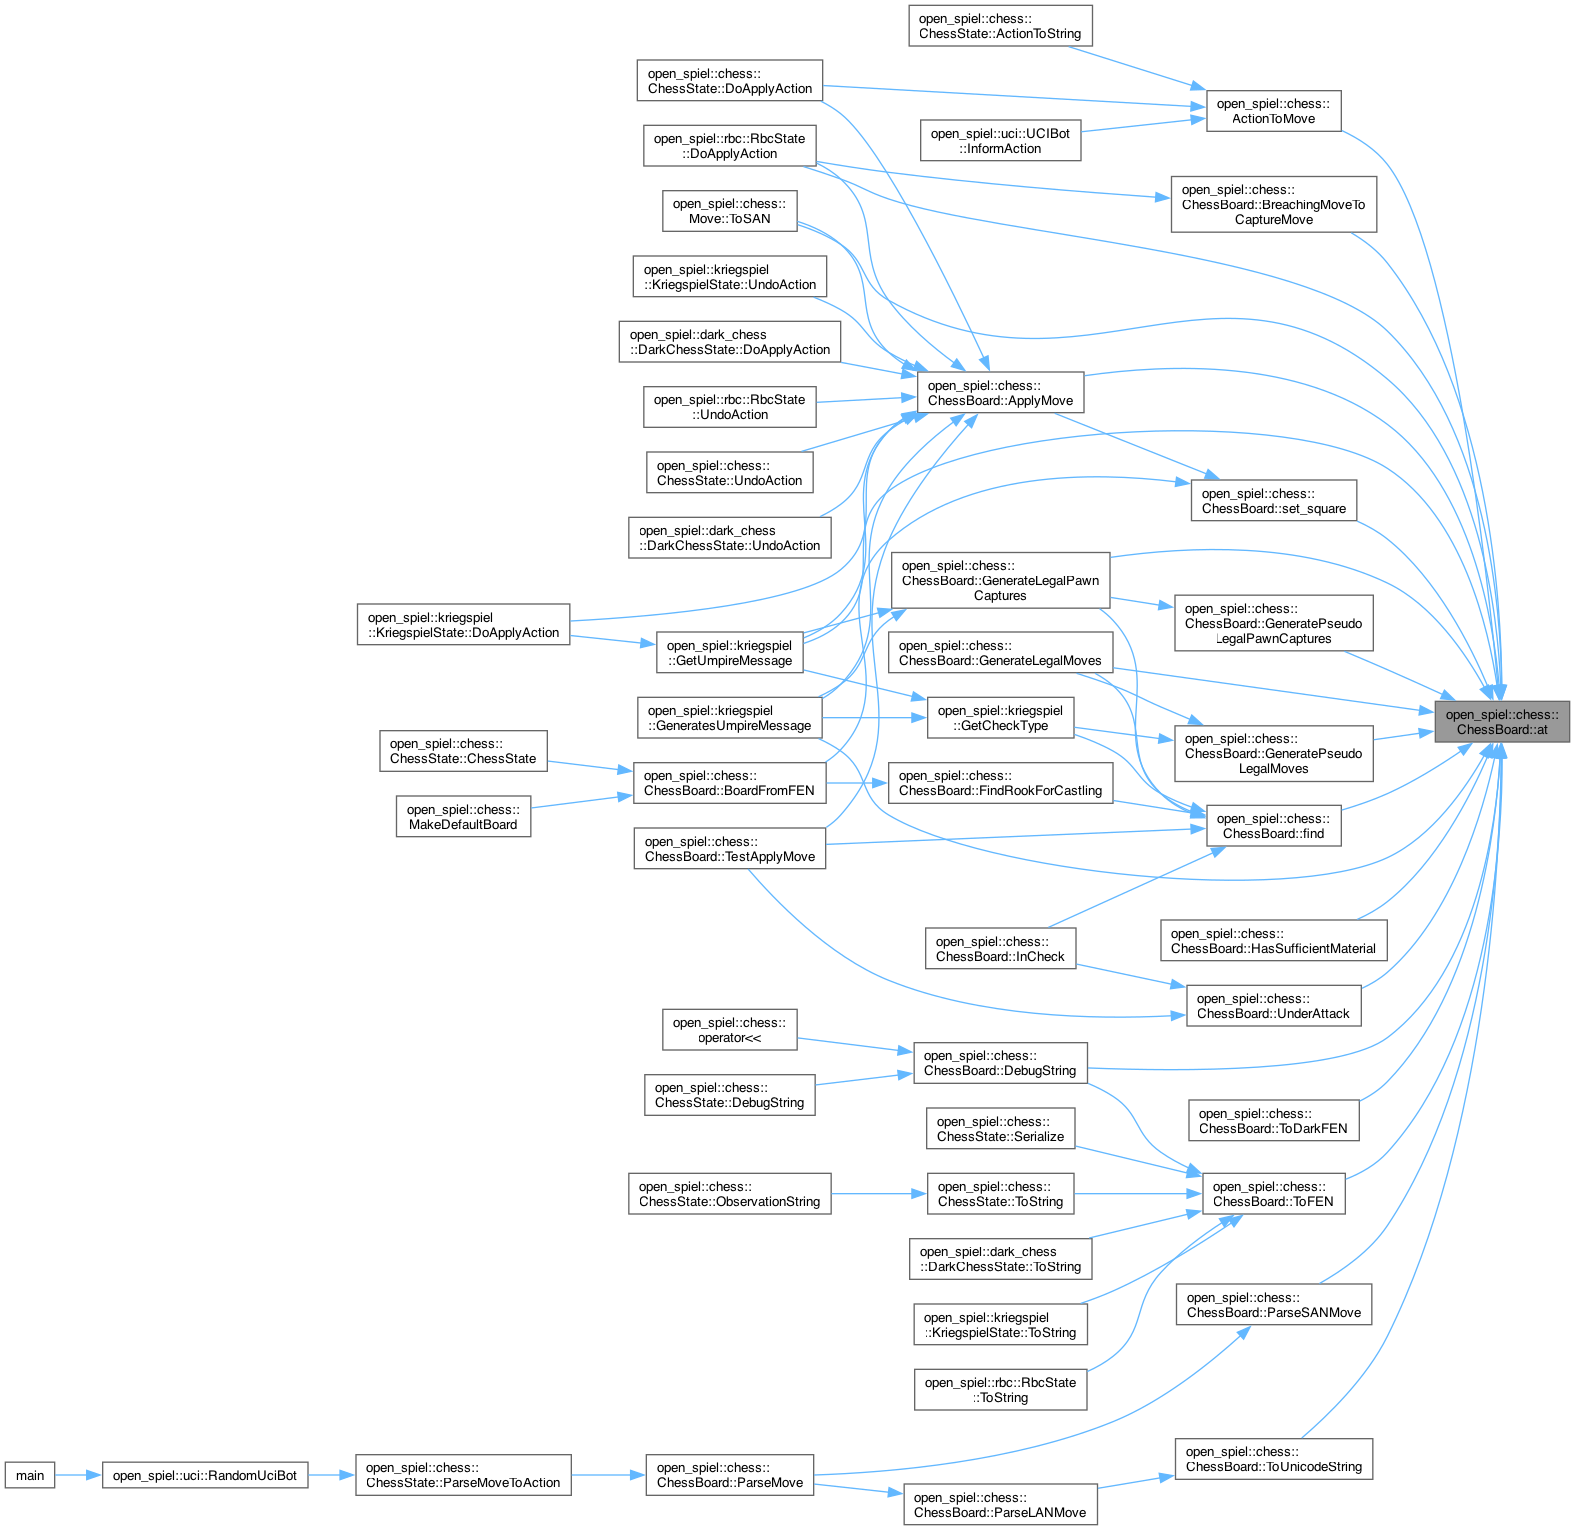 open_spiel::chess::
ChessState::ActionToString
open_spiel::chess::
ChessState::DoApplyAction
open_spiel::chess::
ActionToMove
open_spiel::uci::UCIBot
::InformAction
open_spiel::rbc::RbcState
::DoApplyAction
open_spiel::chess::
ChessBoard::BreachingMoveTo
CaptureMove
open_spiel::chess::
Move::ToSAN
open_spiel::kriegspiel
::KriegspielState::UndoAction
open_spiel::dark_chess
::DarkChessState::DoApplyAction
open_spiel::chess::
ChessBoard::ApplyMove
open_spiel::rbc::RbcState
::UndoAction
open_spiel::chess::
ChessState::UndoAction
open_spiel::chess::
ChessBoard::set_square
open_spiel::dark_chess
::DarkChessState::UndoAction
open_spiel::chess::
ChessBoard::GenerateLegalPawn
Captures
open_spiel::kriegspiel
::KriegspielState::DoApplyAction
open_spiel::chess::
ChessBoard::GeneratePseudo
LegalPawnCaptures
open_spiel::kriegspiel
::GetUmpireMessage
open_spiel::chess::
ChessBoard::GenerateLegalMoves
open_spiel::kriegspiel
::GeneratesUmpireMessage
open_spiel::kriegspiel
::GetCheckType
open_spiel::chess::
ChessBoard::at
open_spiel::chess::
ChessBoard::GeneratePseudo
LegalMoves
open_spiel::chess::
ChessState::ChessState
open_spiel::chess::
ChessBoard::BoardFromFEN
open_spiel::chess::
ChessBoard::FindRookForCastling
open_spiel::chess::
MakeDefaultBoard
open_spiel::chess::
ChessBoard::find
open_spiel::chess::
ChessBoard::TestApplyMove
open_spiel::chess::
ChessBoard::HasSufficientMaterial
open_spiel::chess::
ChessBoard::InCheck
open_spiel::chess::
ChessBoard::UnderAttack
open_spiel::chess::
operator<<
open_spiel::chess::
ChessBoard::DebugString
open_spiel::chess::
ChessState::DebugString
open_spiel::chess::
ChessBoard::ToDarkFEN
open_spiel::chess::
ChessState::Serialize
open_spiel::chess::
ChessState::ObservationString
open_spiel::chess::
ChessState::ToString
open_spiel::chess::
ChessBoard::ToFEN
open_spiel::dark_chess
::DarkChessState::ToString
open_spiel::kriegspiel
::KriegspielState::ToString
open_spiel::chess::
ChessBoard::ParseSANMove
open_spiel::rbc::RbcState
::ToString
open_spiel::chess::
ChessBoard::ToUnicodeString
main
open_spiel::uci::RandomUciBot
open_spiel::chess::
ChessState::ParseMoveToAction
open_spiel::chess::
ChessBoard::ParseMove
open_spiel::chess::
ChessBoard::ParseLANMove